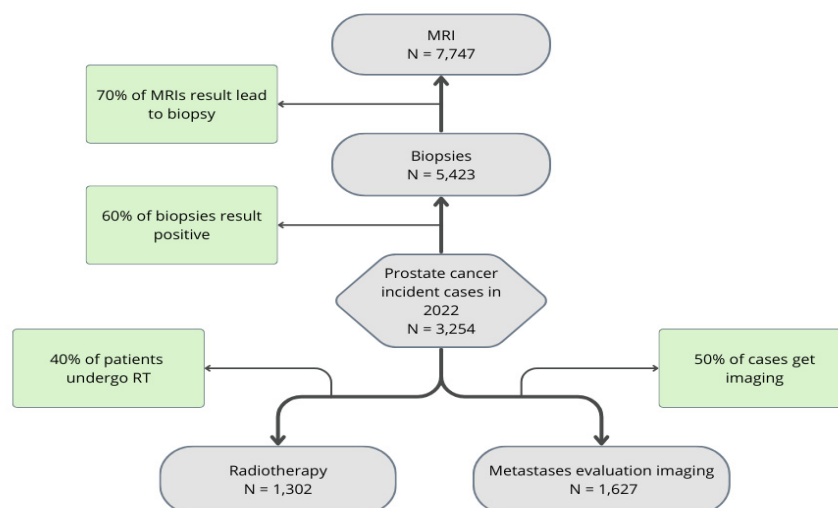 MRI
N = 7,747
70% of MRIs result lead
to biopsy
Biopsies
N = 5,423
60% of biopsies result
positive
Prostate cancer
incident cases in
2022
N = 3,254
40% of patients
undergo RT
50% of cases get
imaging
Radiotherapy
N = 1,302
Metastases evaluation imaging
N = 1,627